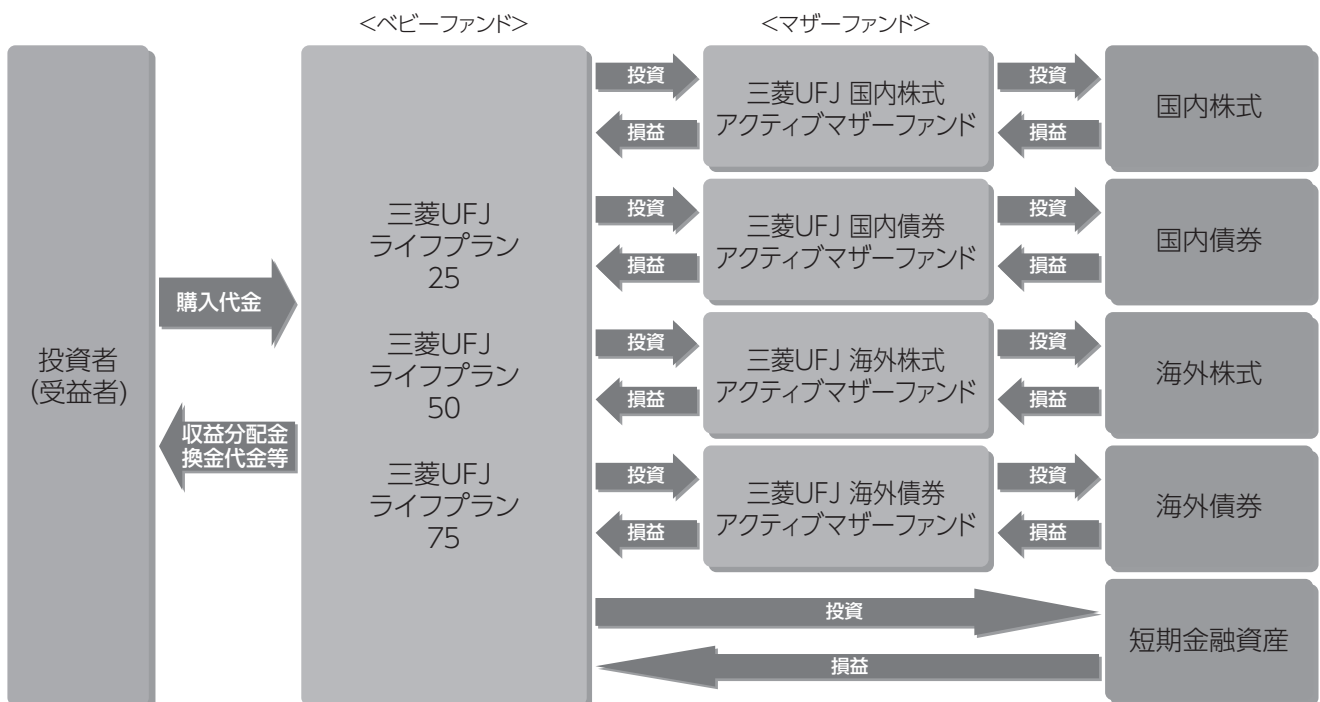 <ベビーファンド>
<マザーファンド>
投資者
(受益者)
購入代金
収益分配金
換金代金等
三菱UFJ
ライフプラン
25
三菱UFJ
ライフプラン
50
三菱UFJ
ライフプラン
75
投資
損益
三菱UFJ 国内株式
アクティブマザーファンド
投資
損益
国内株式
投資
損益
三菱UFJ 国内債券
アクティブマザーファンド
投資
損益
国内債券
投資
損益
三菱UFJ 海外株式
アクティブマザーファンド
投資
損益
海外株式
投資
損益
三菱UFJ 海外債券
アクティブマザーファンド
投資
損益
海外債券
投資
損益
短期金融資産